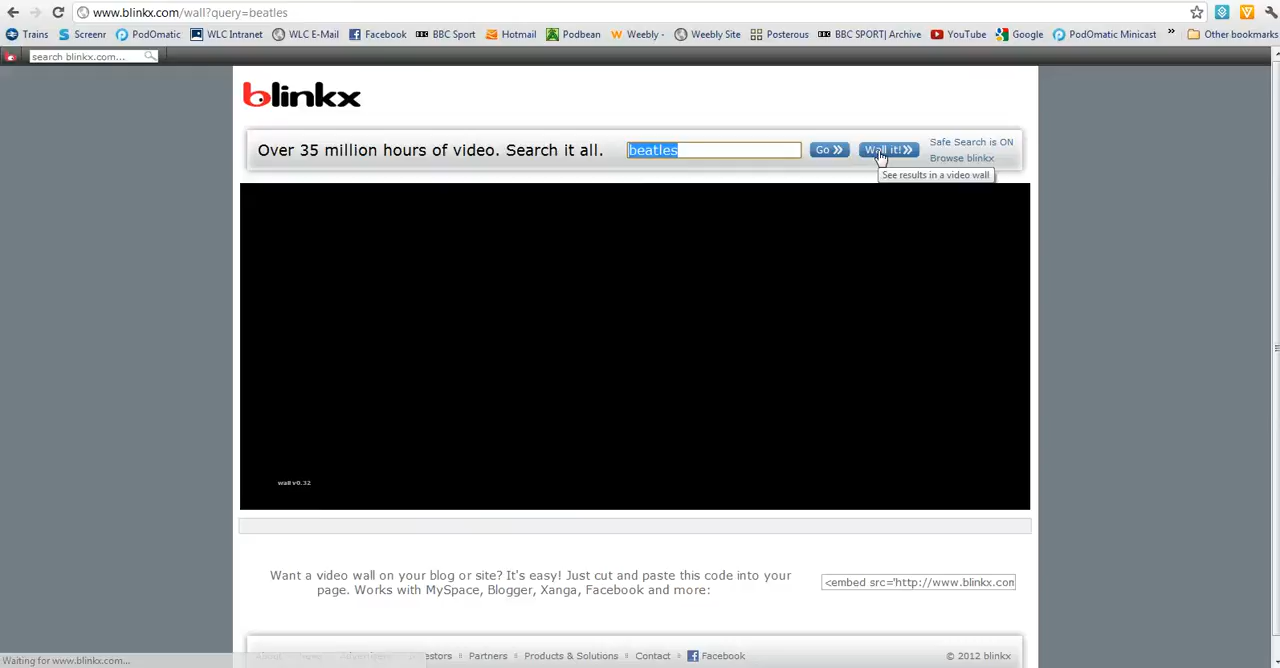 www.blinkx.com/wall?query=beatles
Trains Screenr PodOmatic WLC Intranet WLC E-Mail Facebook BBC Sport Hotmail Podbean Weebly - Weebly Site Posterous BBC SPORT| Archive YouTube Google PodOmatic Minicast » Other bookmarks
search blinkx.com...
blinkx
Over 35 million hours of video. Search it all. beatles Go » Wall it! » Safe Search is ON
Browse blinkx
See results in a video wall
wall v0.32
Want a video wall on your blog or site? It's easy! Just cut and paste this code into your
page. Works with MySpace, Blogger, Xanga, Facebook and more:
<embed src='http://www.blinkx.com
Partners Products & Solutions Contact Facebook © 2012 blinkx
Waiting for www.blinkx.com...